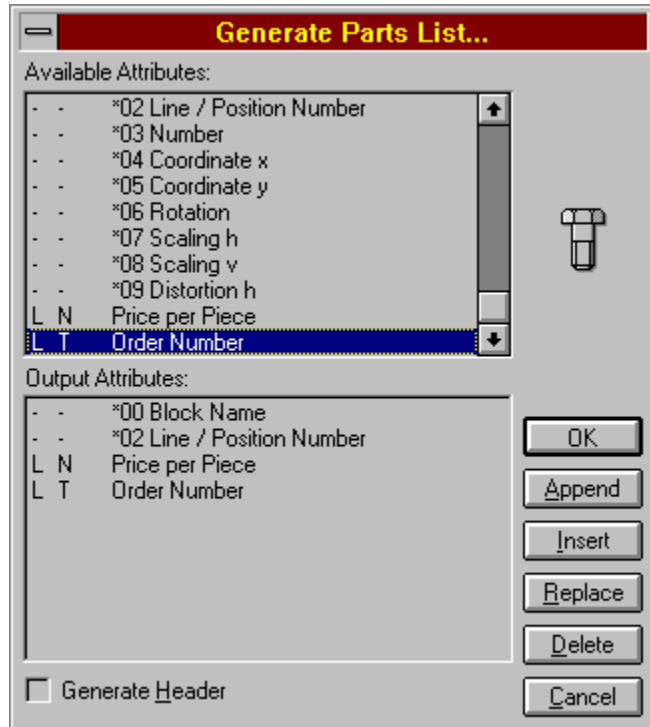 Generate Parts List...
Available Attributes:
- - *02 Line / Position Number
- - *03 Number
- - *04 Coordinate x
- - *05 Coordinate y
- - *06 Rotation
- - *07 Scaling h
- - *08 Scaling v
- - *09 Distortion h
L N Price per Piece
L T Order Number
Output Attributes:
- - *00 Block Name
- - *02 Line / Position Number
L N Price per Piece
L T Order Number
OK
Append
Insert
Replace
Delete
Generate Header
Cancel